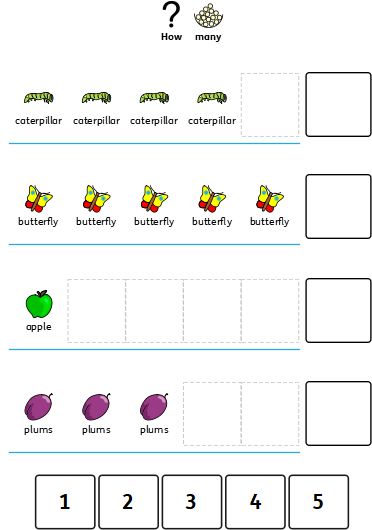 How many
caterpillar caterpillar caterpillar caterpillar
butterfly butterfly butterfly butterfly butterfly
apple
plums plums plums
1 2 3 4 5